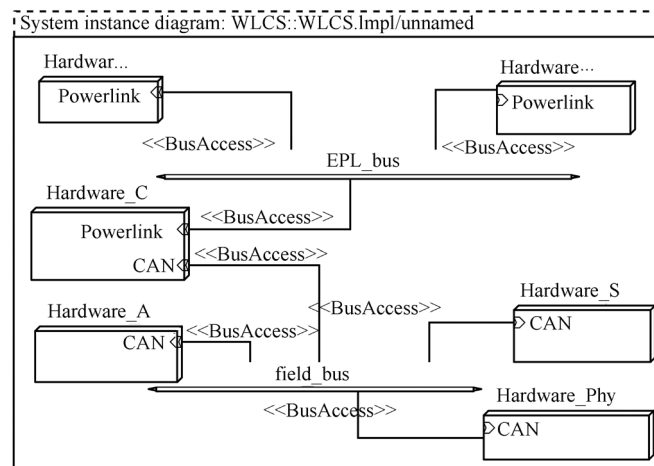 System instance diagram: WLCS::WLCS.Impl/unnamed
Hardwar...
Hardware...
Powerlink
Powerlink
<<BusAccess>>
<<BusAccess>>
EPL_bus
Hardware_C
<<BusAccess>>
Powerlink
<<BusAccess>>
CAN
Hardware_S
<<BusAccess>>
Hardware_A
CAN
<<BusAccess>>
CAN
field_bus
Hardware_Phy
<<BusAccess>>
CAN